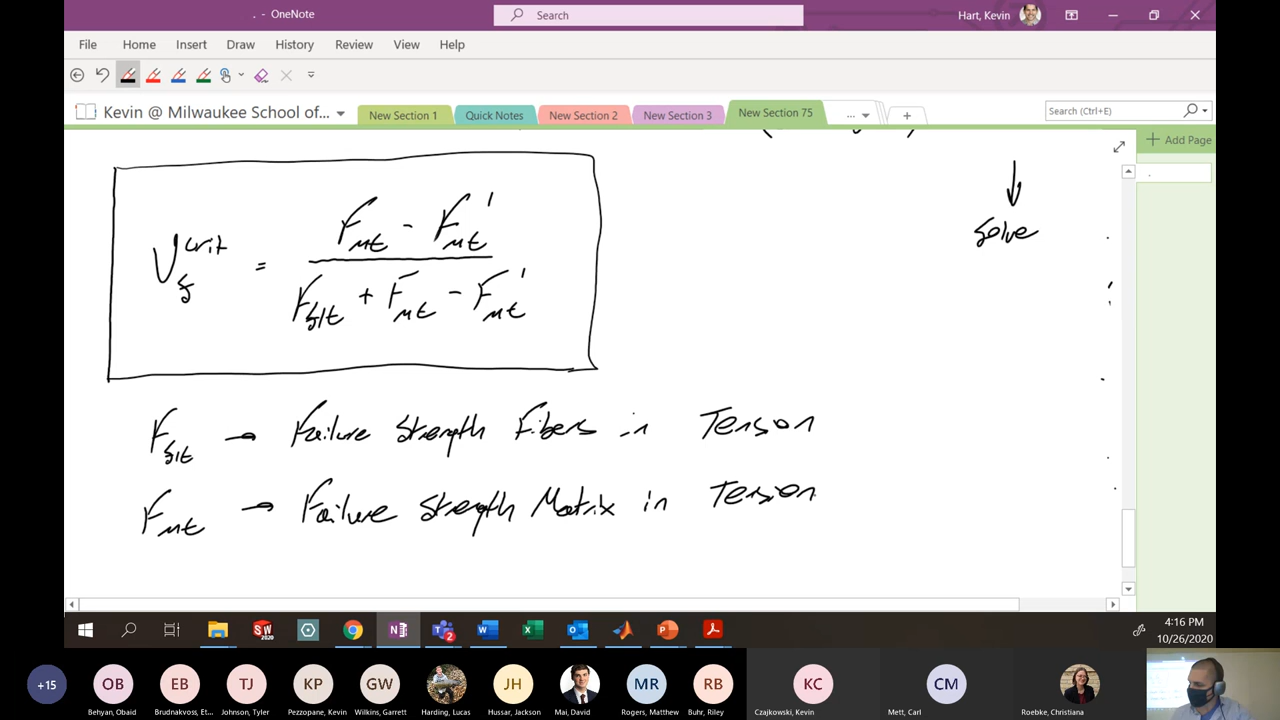 . - OneNote
Search
Hart, Kevin
File Home Insert Draw History Review View Help
Kevin @ Milwaukee School of...
New Section 1 Quick Notes New Section 2 New Section 3 New Section 75 ... +
Search (Ctrl+E)
Add Page
.
solve
V_f^crit = (F_mt - F_mt') / (F_f1t + F_mt - F_mt')
F_f1t → Failure Strength Fibers in Tension
F_mt → Failure Strength Matrix in Tension
4:16 PM
10/26/2020
+15 OB EB TJ KP GW JH MR RB KC CM
Behyan, Obaid Brudnakvoss, Et... Johnson, Tyler Pezzopane, Kevin Wilkins, Garrett Harding, Lucas Hussar, Jackson Mai, David Rogers, Matthew Buhr, Riley Czajkowski, Kevin Mett, Carl Roebke, Christiana